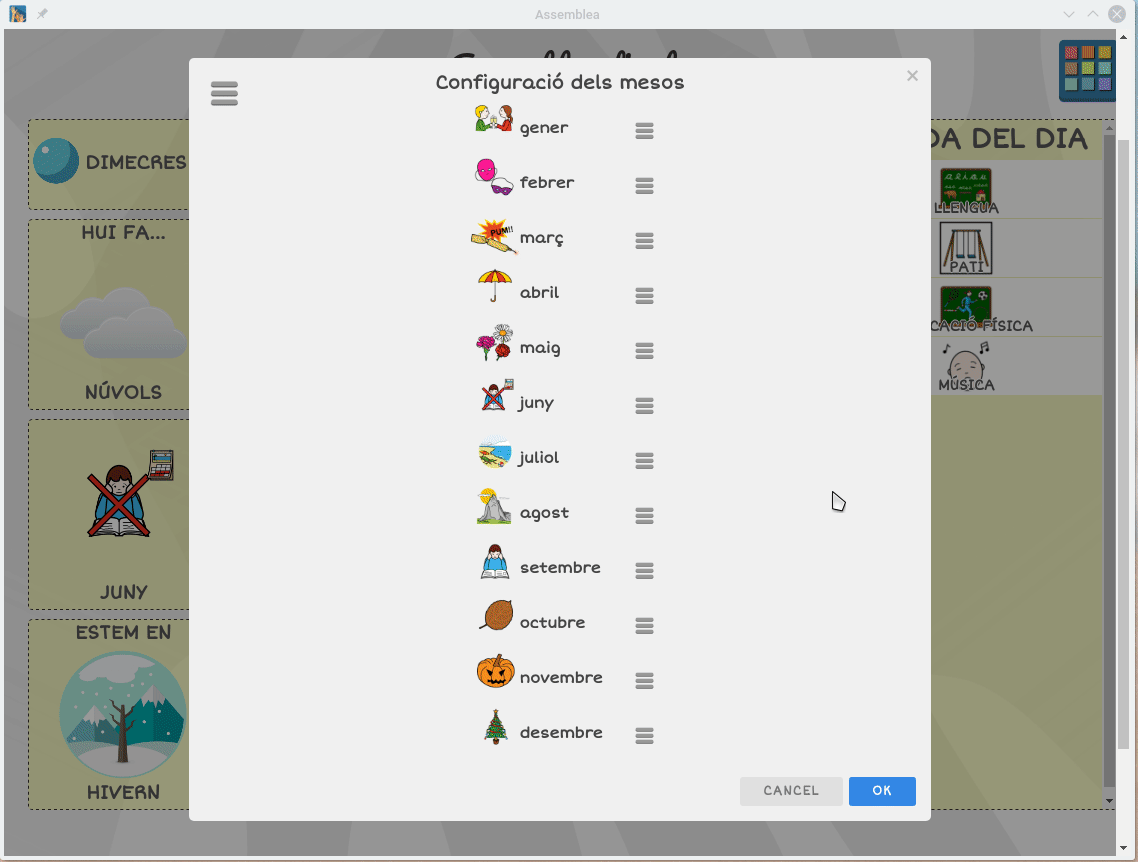 Assemblea
Configuració dels mesos
gener
febrer
PUM!!
març
abril
maig
juny
juliol
agost
setembre
octubre
novembre
desembre
CANCEL
OK
DIMECRES
HUI FA...
NÚVOLS
JUNY
ESTEM EN
HIVERN
DA DEL DIA
a e i o u
LLENGUA
PATI
CACIÓ FÍSICA
MÚSICA